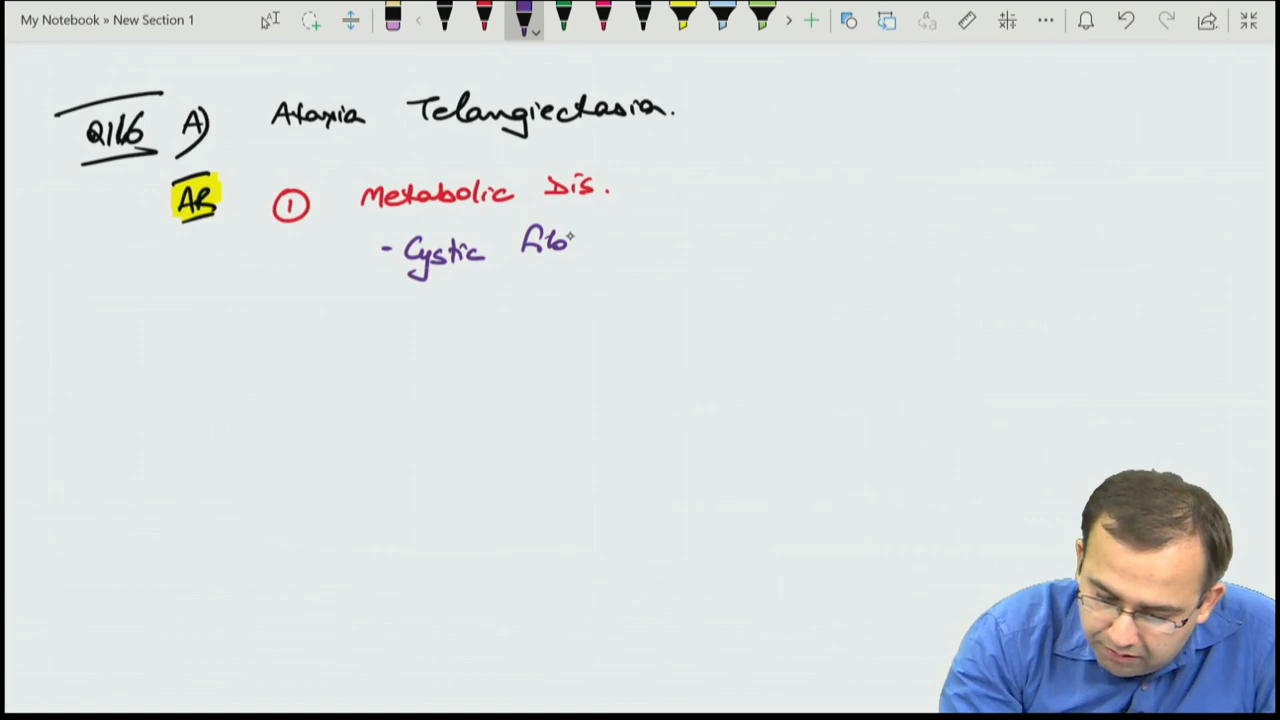 My Notebook » New Section 1
Q116 A) Ataxia Telangiectasia.
AR ① Metabolic Dis.
- Cystic fib